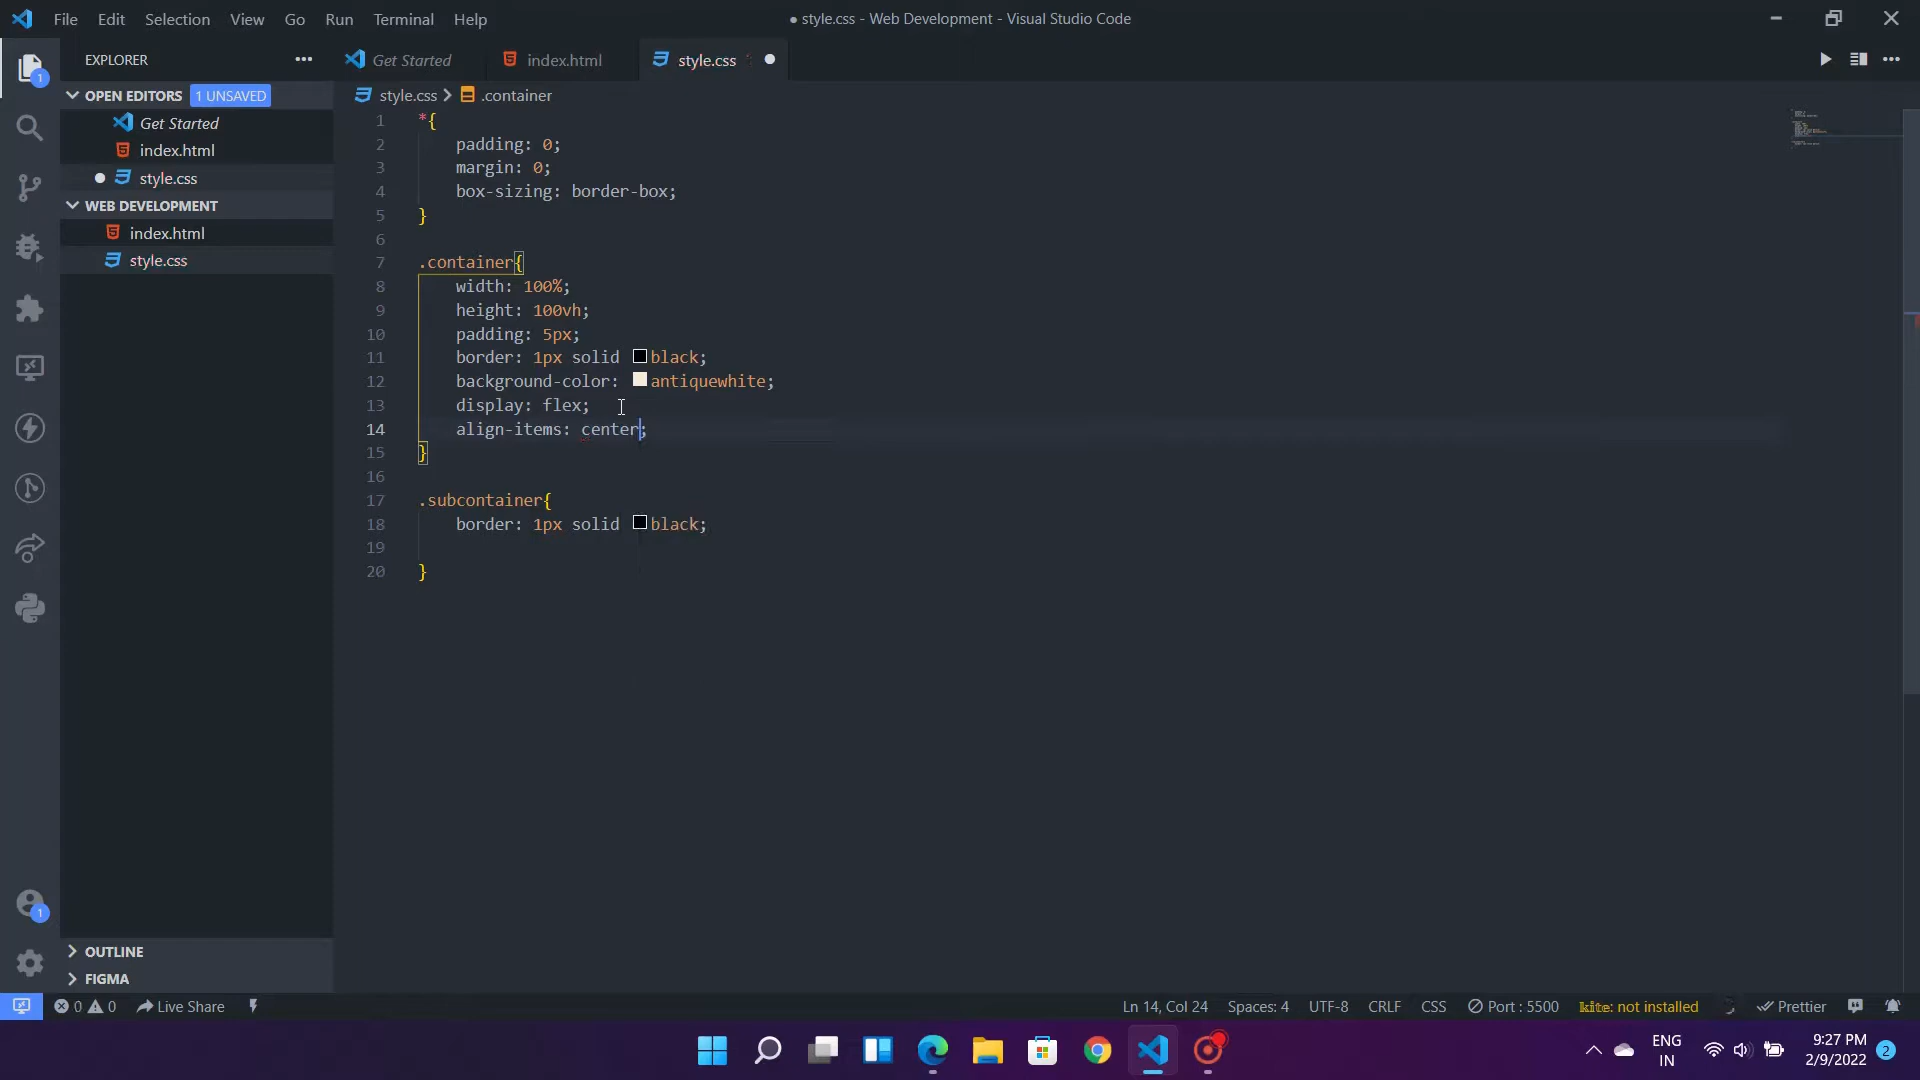 File Edit Selection View Go Run Terminal Help
● style.css - Web Development - Visual Studio Code
EXPLORER
Get Started
index.html
style.css
OPEN EDITORS 1 UNSAVED
Get Started
index.html
style.css
WEB DEVELOPMENT
index.html
style.css
OUTLINE
FIGMA
style.css > .container
1 *{
2 padding: 0;
3 margin: 0;
4 box-sizing: border-box;
5 }
6
7 .container{
8 width: 100%;
9 height: 100vh;
10 padding: 5px;
11 border: 1px solid black;
12 background-color: antiquewhite;
13 display: flex;
14 align-items: center;
15 }
16
17 .subcontainer{
18 border: 1px solid black;
19
20 }
1
1
0 0 Live Share
Ln 14, Col 24 Spaces: 4 UTF-8 CRLF CSS Port : 5500 kite: not installed Prettier
ENG
IN
9:27 PM
2/9/2022
2